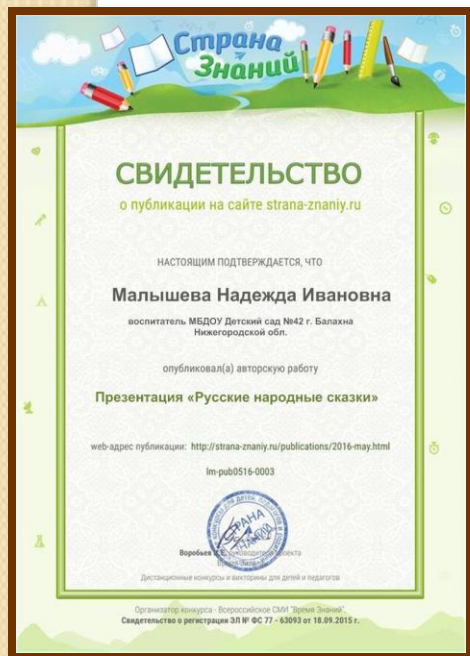 Страна
Знаний
СВИДЕТЕЛЬСТВО
о публикации на сайте strana-znaniy.ru
НАСТОЯЩИМ ПОДТВЕРЖДАЕТСЯ, ЧТО
Малышева Надежда Ивановна
воспитатель МБДОУ Детский сад №42 г. Балахна
Нижегородской обл.
опубликовал(а) авторскую работу
Презентация «Русские народные сказки»
web-адрес публикации: http://strana-znaniy.ru/publications/2016-may.html
lm-pub0516-0003
СТРАНА
ЗНАНИЙ
Воробьев
Дистанционные конкурсы и викторины для детей и педагогов
Организатор конкурса - Всероссийское СМИ "Время Знаний".
Свидетельство о регистрации ЭЛ № ФС 77 - 63093 от 18.09.2015 г.